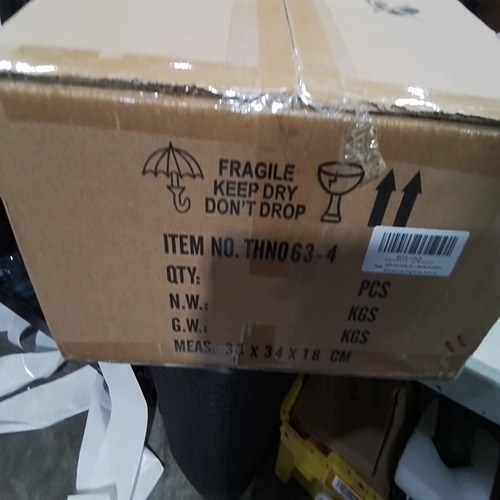 FRAGILE
KEEP DRY
DON'T DROP
ITEM NO. THN063-4
QTY: PCS
N.W.: KGS
G.W.: KGS
MEAS: 33 X 34 X 18 CM